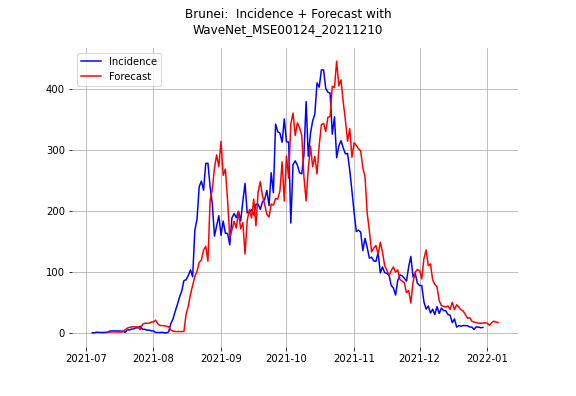 Brunei:  Incidence + Forecast with
WaveNet_MSE00124_20211210
Incidence
Forecast
400
300
200
100
0
2021-07 2021-08 2021-09 2021-10 2021-11 2021-12 2022-01